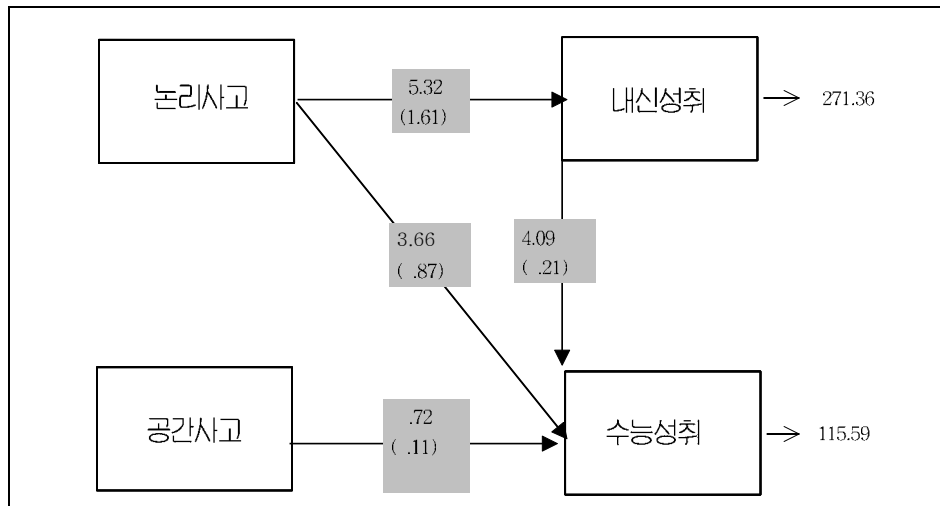 논리사고
5.32
(1.61)
내신성취
271.36
3.66
( .87)
4.09
( .21)
공간사고
.72
( .11)
수능성취
115.59